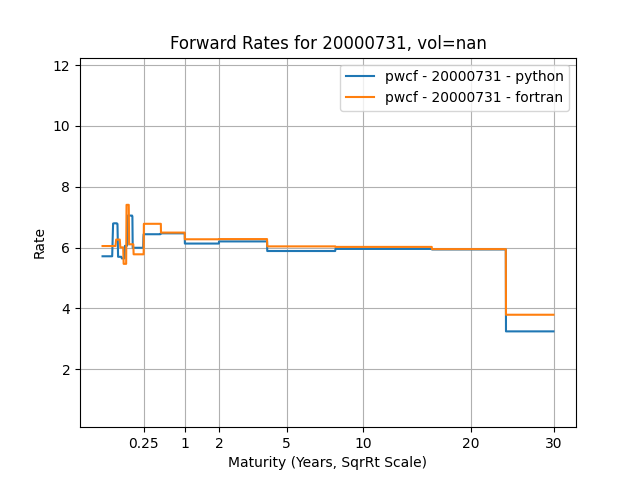 Forward Rates for 20000731, vol=nan
pwcf - 20000731 - python
pwcf - 20000731 - fortran
12
10
8
6
4
2
Rate
0.25 1 2 5 10 20 30
Maturity (Years, SqrRt Scale)